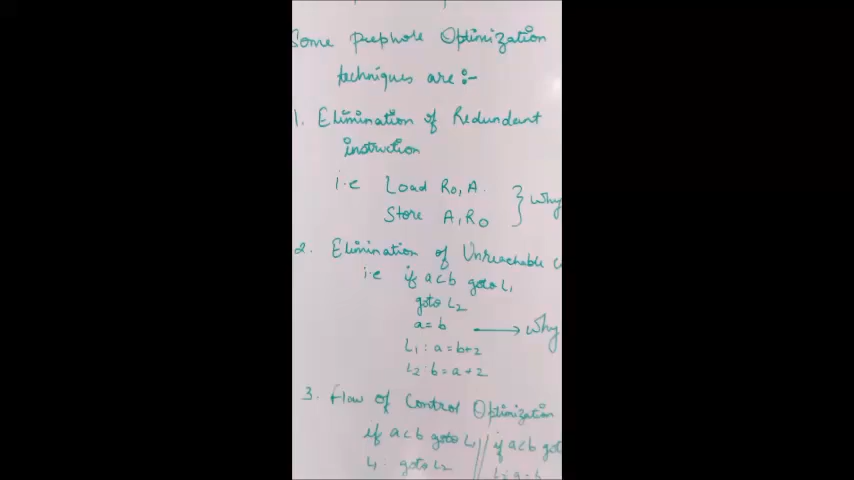 Some peephole Optimization
techniques are :-
1. Elimination of Redundant
instruction
i.e Load R0, A.
Store A, R0 } Why
2. Elimination of Unreachable
i.e if a<b goto L1
goto L2
a = b → Why
L1 : a = b+2
L2 : b = a+2
3. Flow of Control Optimization
if a<b goto L1 // if a<b got
L1 : goto L2